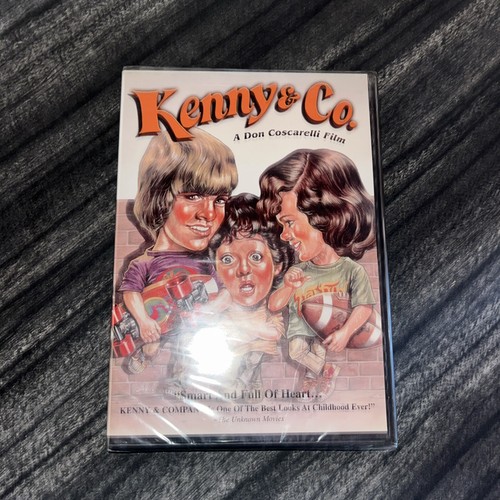 Kenny & Co.
A Don Coscarelli Film
"Smart And Full Of Heart...
KENNY & COMPANY One Of The Best Looks At Childhood Ever!"
Unknown Movies